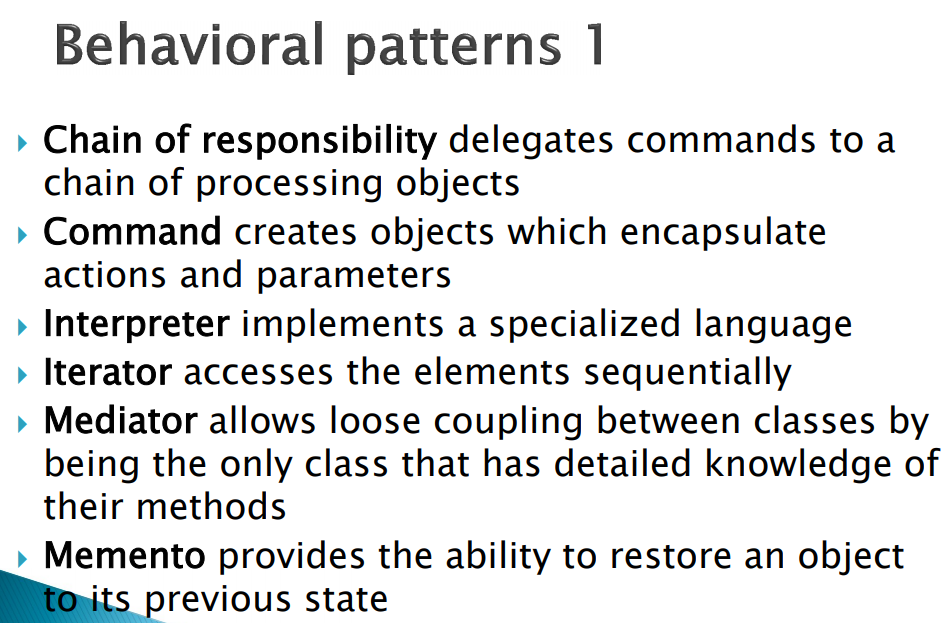 Behavioral patterns 1
Chain of responsibility delegates commands to a
chain of processing objects
Command creates objects which encapsulate
actions and parameters
Interpreter implements a specialized language
Iterator accesses the elements sequentially
Mediator allows loose coupling between classes by
being the only class that has detailed knowledge of
their methods
Memento provides the ability to restore an object
to its previous state